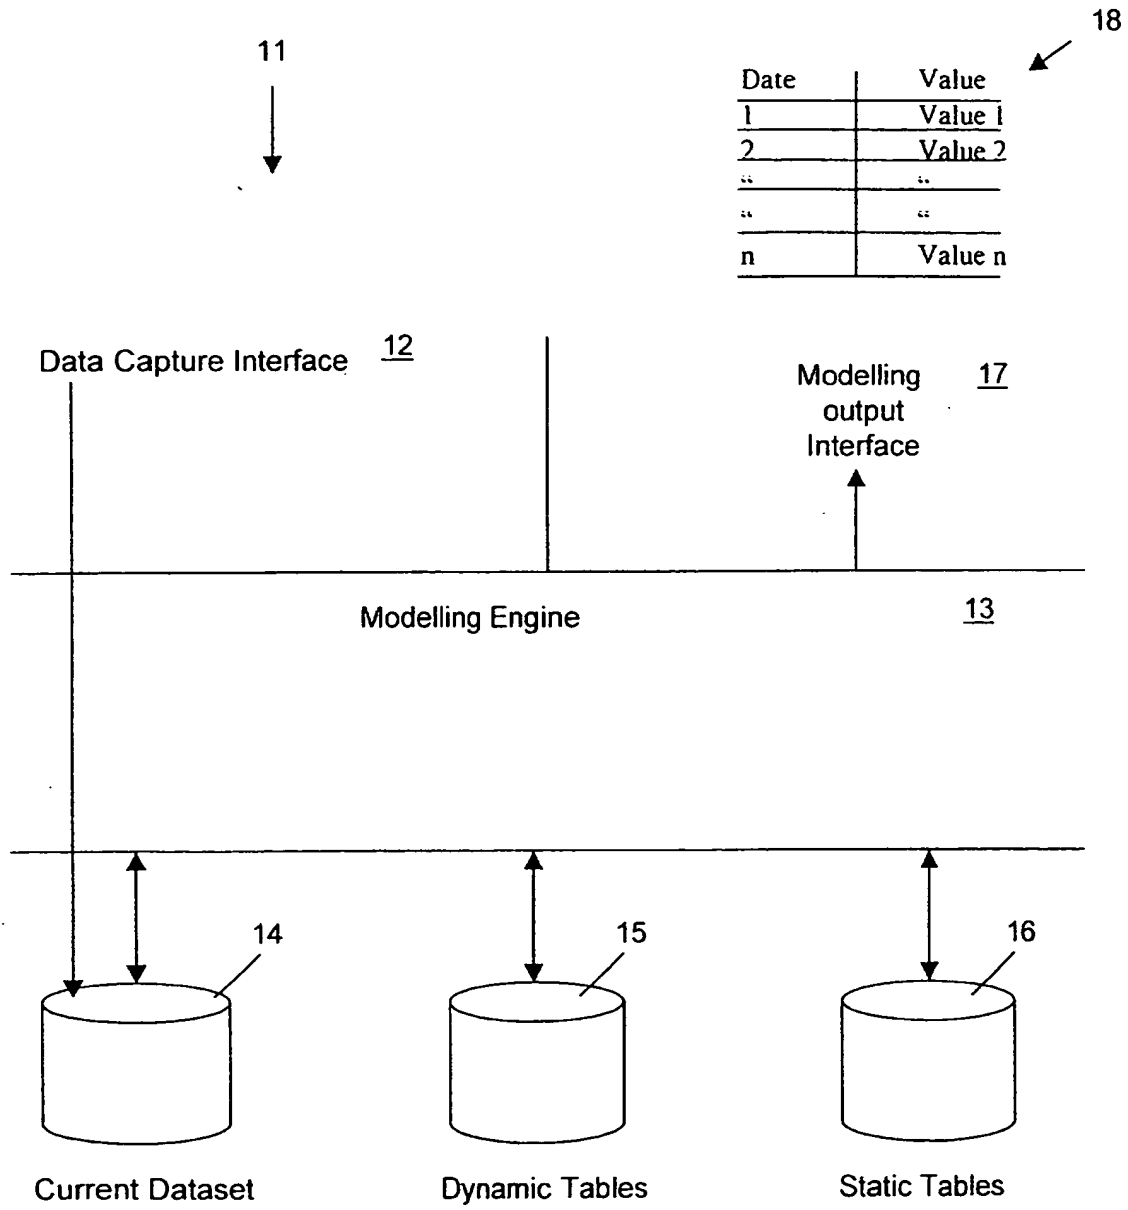 18
11
Date Value
1 Value 1
2 Value 2
“ “
“ “
n Value n
Data Capture Interface 12
Modelling 17
output
Interface
Modelling Engine 13
14 15 16
Current Dataset Dynamic Tables Static Tables